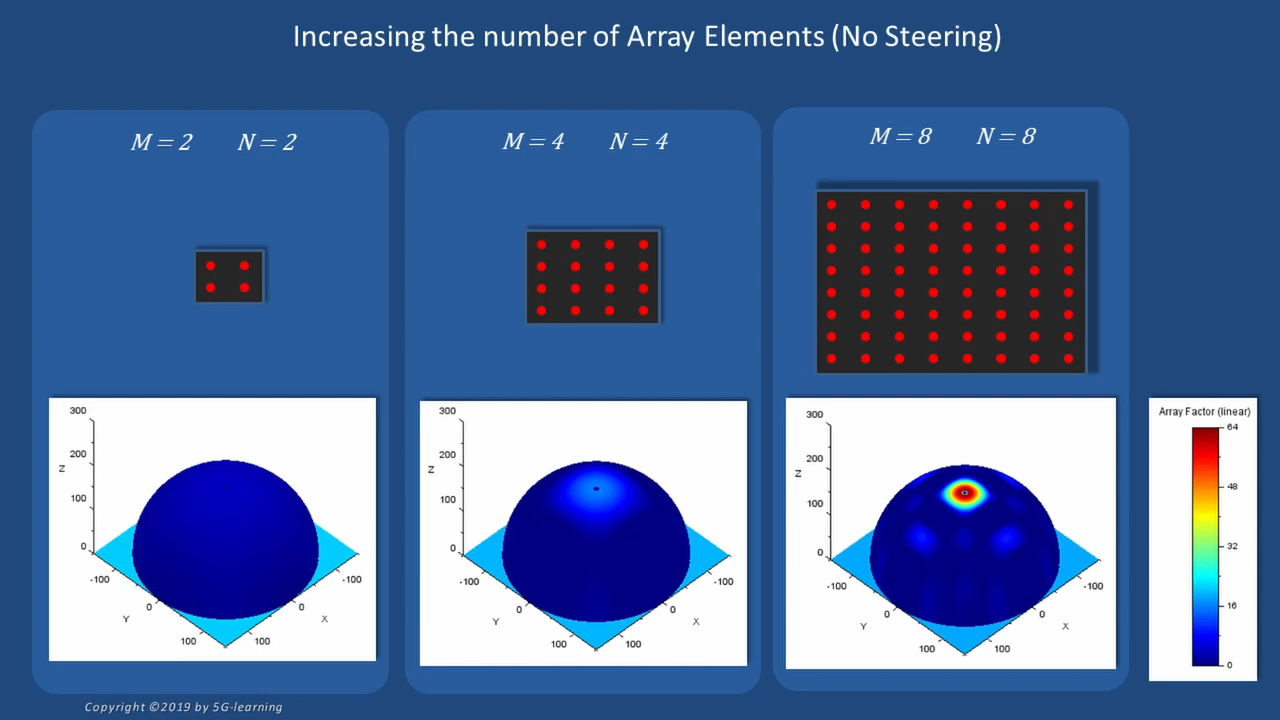 Increasing the number of Array Elements (No Steering)
M = 2 N = 2
M = 4 N = 4
M = 8 N = 8
300
200
Z
100
0
-100
0
Y
100
-100
0
X
100
300
200
Z
100
0
-100
0
Y
100
-100
0
X
100
300
200
Z
100
0
-100
0
Y
100
-100
0
X
100
Array Factor (linear)
64
48
32
16
0
Copyright ©2019 by 5G-learning